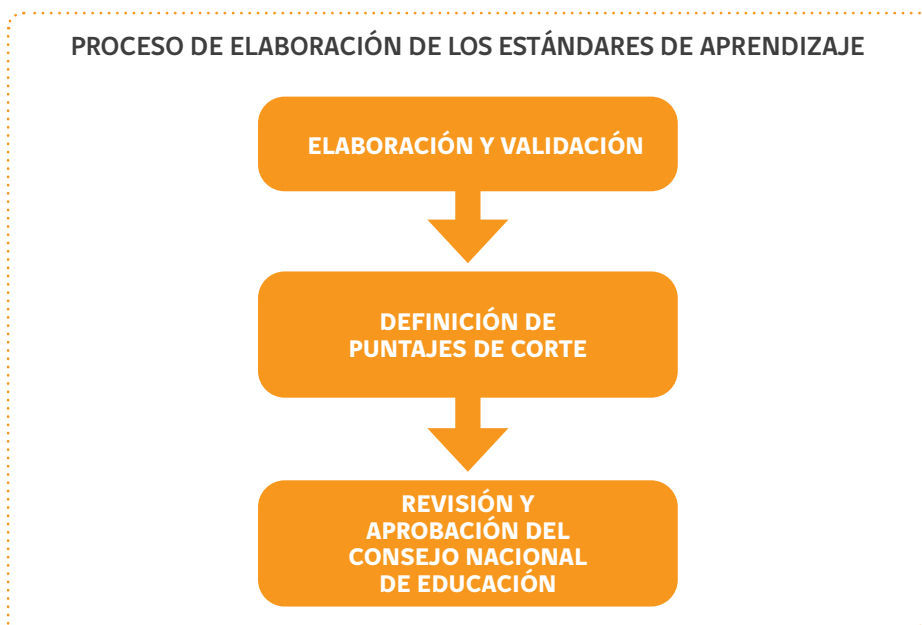 PROCESO DE ELABORACIÓN DE LOS ESTÁNDARES DE APRENDIZAJE
ELABORACIÓN Y VALIDACIÓN
DEFINICIÓN DE
PUNTAJES DE CORTE
REVISIÓN Y
APROBACIÓN DEL
CONSEJO NACIONAL
DE EDUCACIÓN